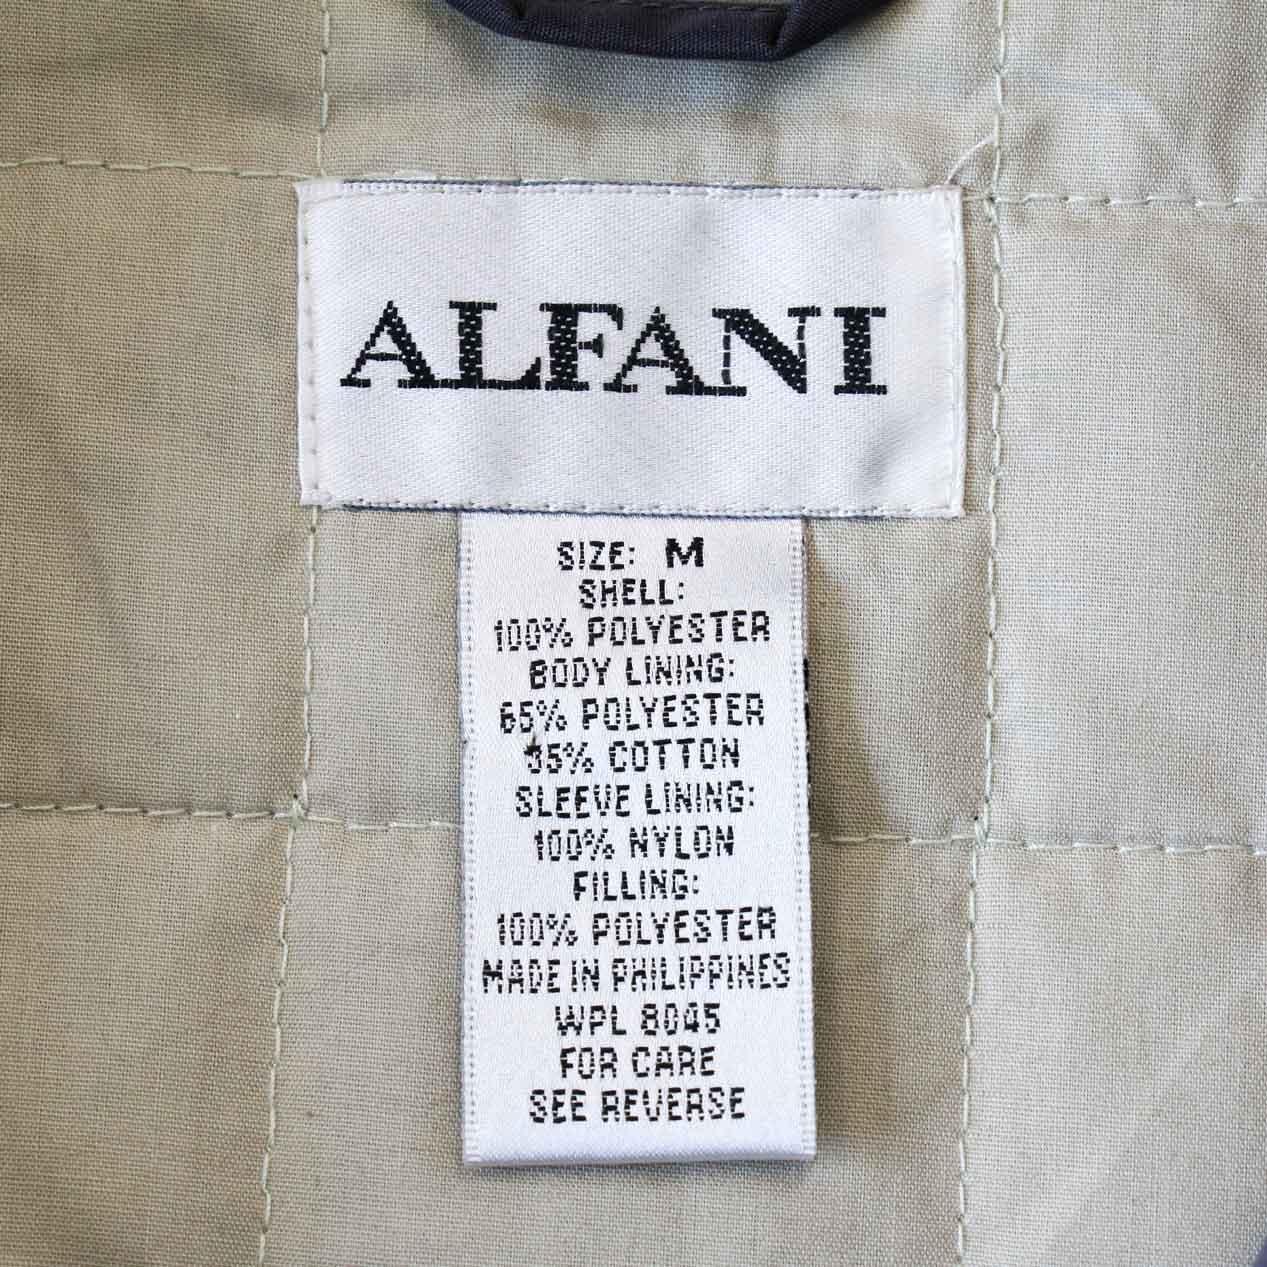 ALFANI
SIZE: M
SHELL:
100% POLYESTER
BODY LINING:
65% POLYESTER
35% COTTON
SLEEVE LINING:
100% NYLON
FILLING:
100% POLYESTER
MADE IN PHILIPPINES
WPL 8045
FOR CARE
SEE REVERSE